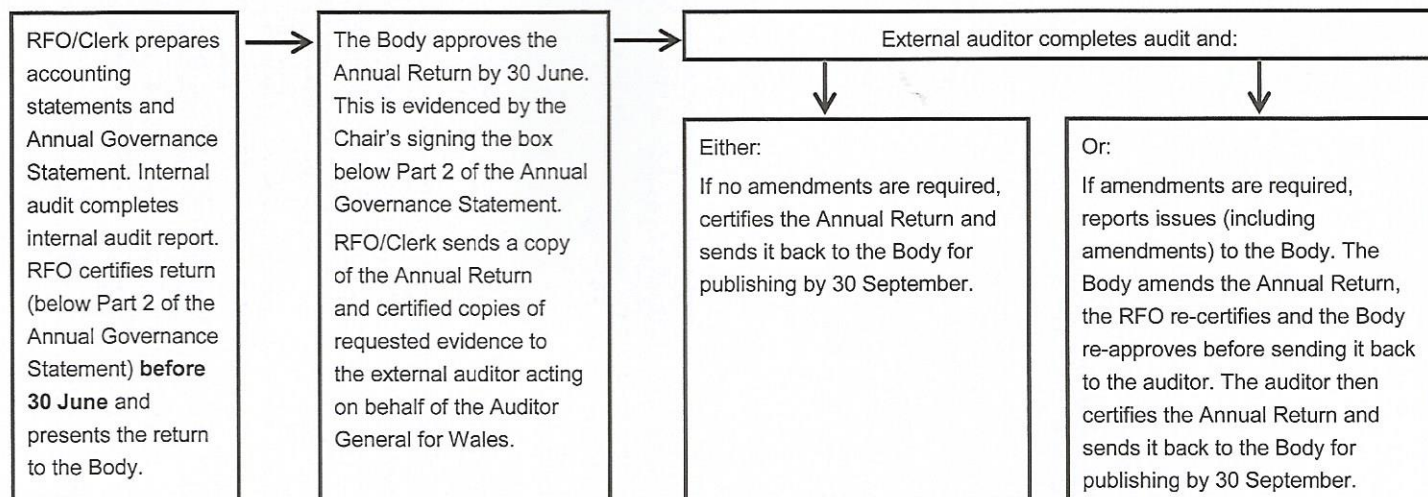 RFO/Clerk prepares
accounting
statements and
Annual Governance
Statement. Internal
audit completes
internal audit report.
RFO certifies return
(below Part 2 of the
Annual Governance
Statement) before
30 June and
presents the return
to the Body.
The Body approves the
Annual Return by 30 June.
This is evidenced by the
Chair's signing the box
below Part 2 of the Annual
Governance Statement.
RFO/Clerk sends a copy
of the Annual Return
and certified copies of
requested evidence to
the external auditor acting
on behalf of the Auditor
General for Wales.
External auditor completes audit and:
Either:
If no amendments are required,
certifies the Annual Return and
sends it back to the Body for
publishing by 30 September.
Or:
If amendments are required,
reports issues (including
amendments) to the Body. The
Body amends the Annual Return,
the RFO re-certifies and the Body
re-approves before sending it back
to the auditor. The auditor then
certifies the Annual Return and
sends it back to the Body for
publishing by 30 September.